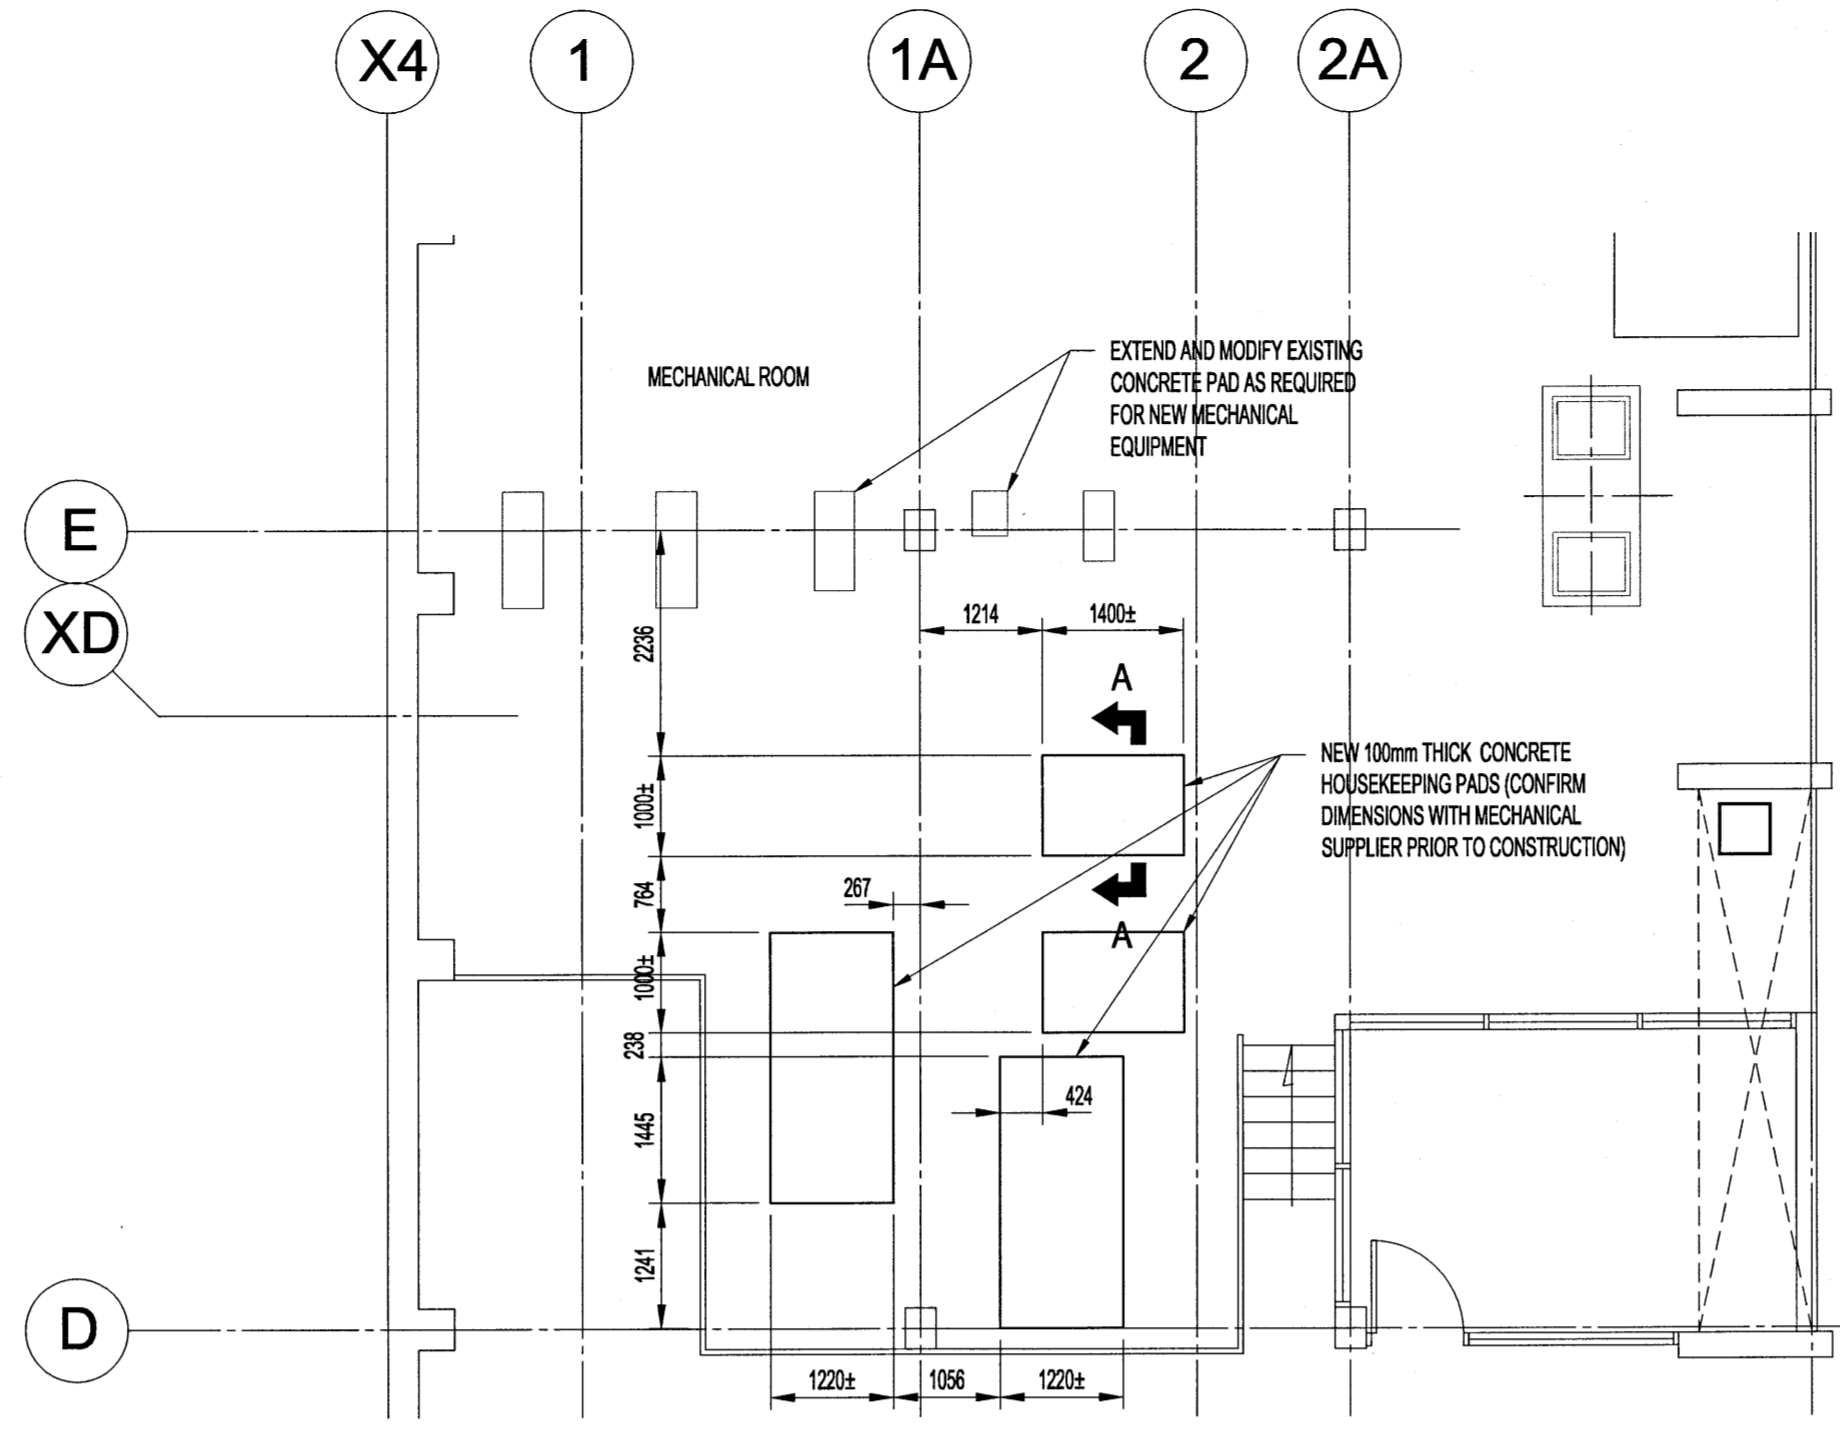 X4
1
1A
2
2A
EXTEND AND MODIFY EXISTING
CONCRETE PAD AS REQUIRED
FOR NEW MECHANICAL
EQUIPMENT
MECHANICAL ROOM
E
XD
2236
1214
1400±
A
NEW 100mm THICK CONCRETE
HOUSEKEEPING PADS (CONFIRM
DIMENSIONS WITH MECHANICAL
SUPPLIER PRIOR TO CONSTRUCTION)
1000±
764
267
A
1000±
238
424
1445
1241
D
1220±
1056
1220±